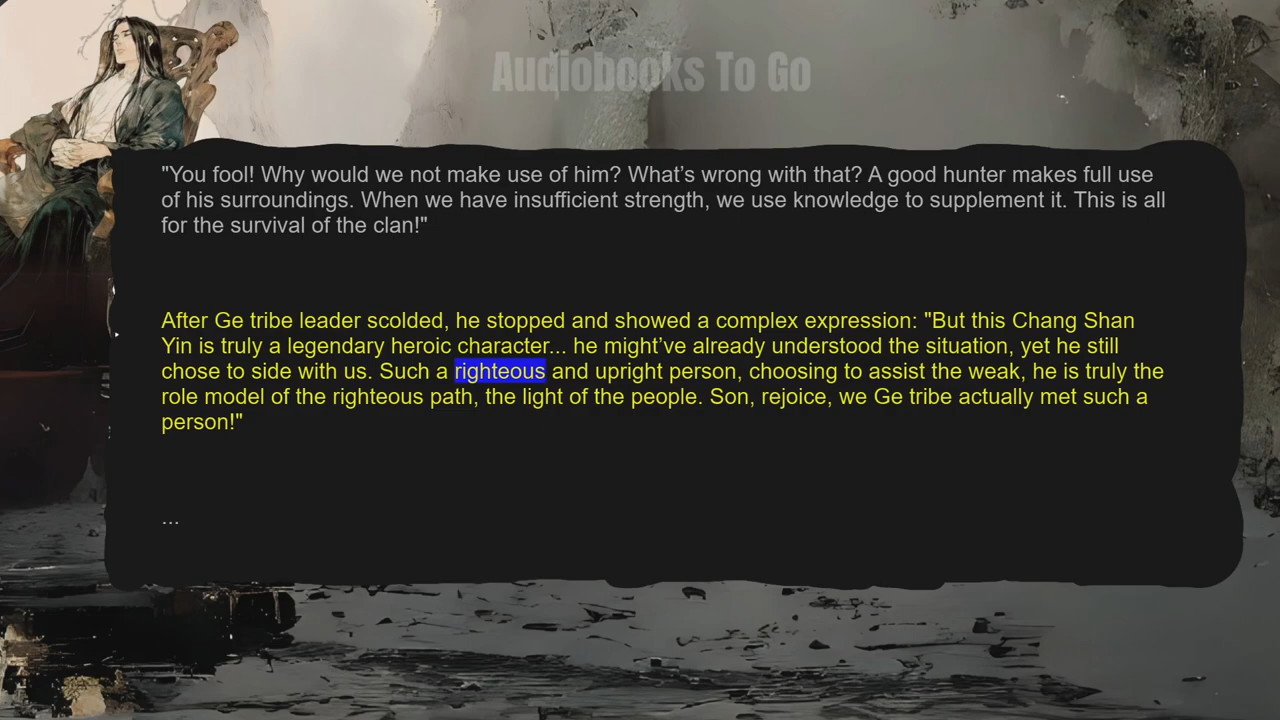 Audiobooks To Go
"You fool! Why would we not make use of him? What’s wrong with that? A good hunter makes full use
of his surroundings. When we have insufficient strength, we use knowledge to supplement it. This is all
for the survival of the clan!"
After Ge tribe leader scolded, he stopped and showed a complex expression: "But this Chang Shan
Yin is truly a legendary heroic character... he might’ve already understood the situation, yet he still
chose to side with us. Such a righteous and upright person, choosing to assist the weak, he is truly the
role model of the righteous path, the light of the people. Son, rejoice, we Ge tribe actually met such a
person!"
...